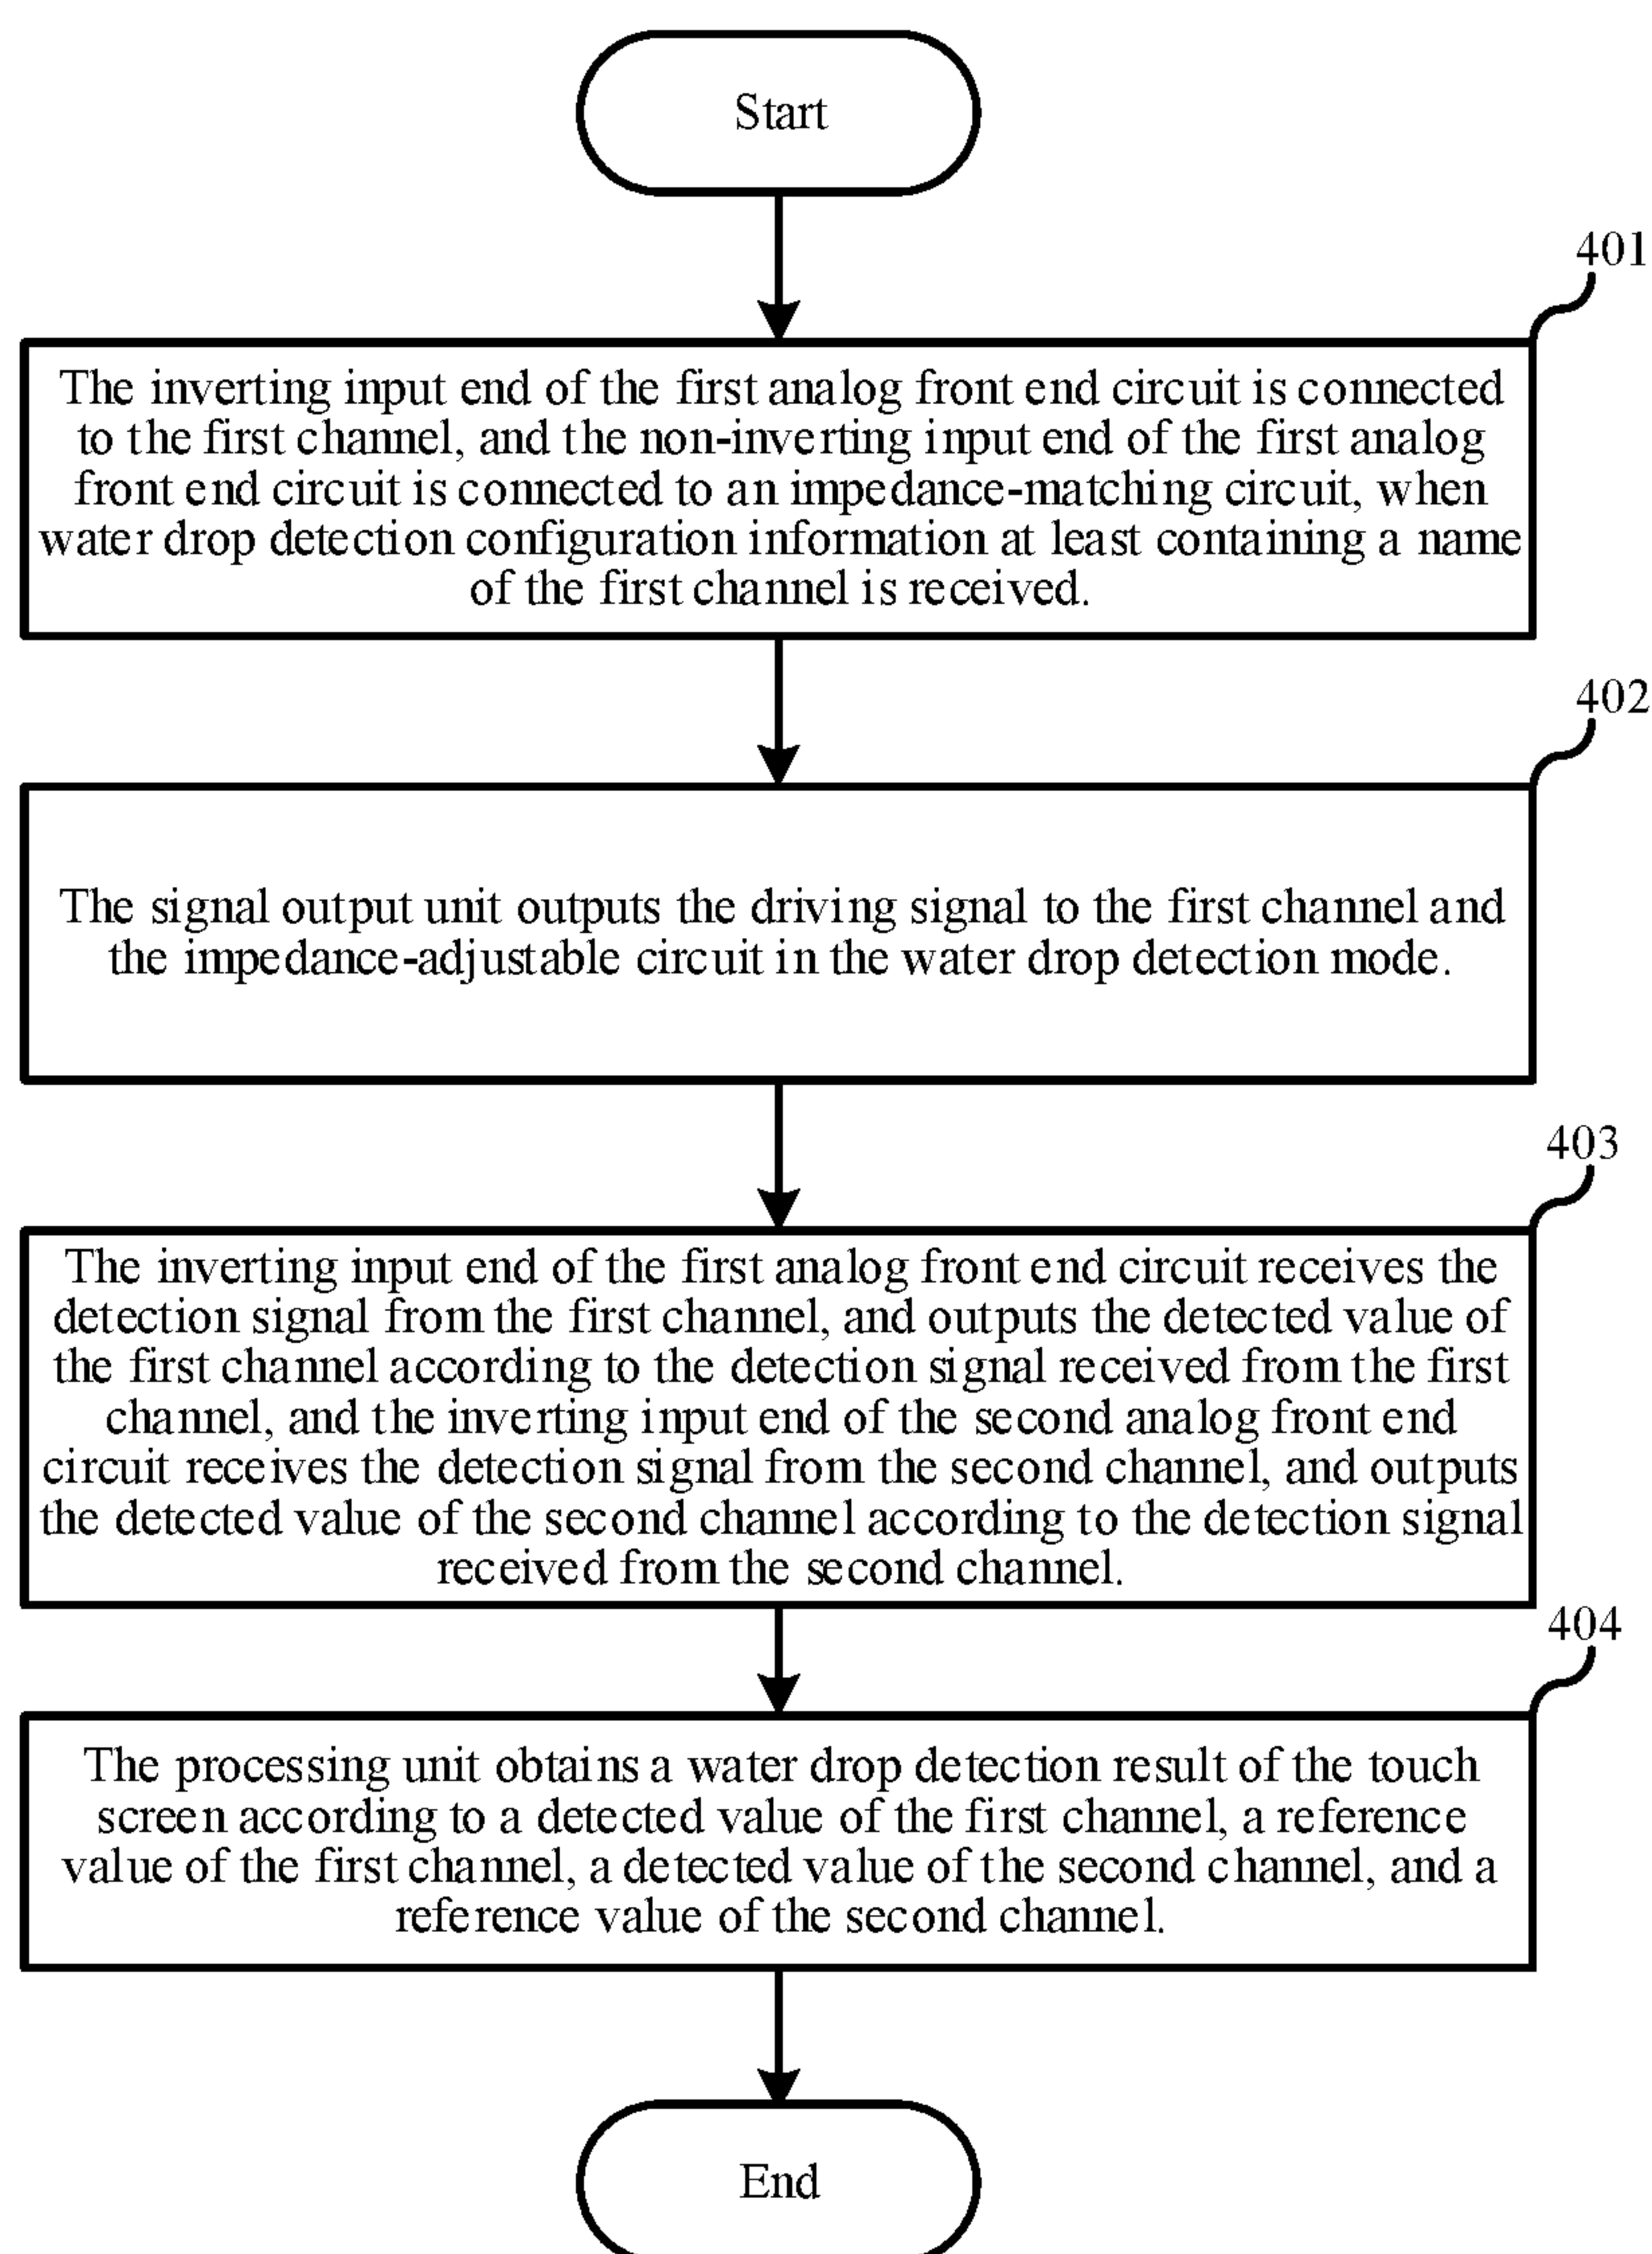 Start
401
The inverting input end of the first analog front end circuit is connected
to the first channel, and the non-inverting input end of the first analog
front end circuit is connected to an impedance-matching circuit, when
water drop detection configuration information at least containing a name
of the first channel is received.
402
The signal output unit outputs the driving signal to the first channel and
the impedance-adjustable circuit in the water drop detection mode.
403
The inverting input end of the first analog front end circuit receives the
detection signal from the first channel, and outputs the detected value of
the first channel according to the detection signal received from the first
channel, and the inverting input end of the second analog front end
circuit receives the detection signal from the second channel, and outputs
the detected value of the second channel according to the detection signal
received from the second channel.
404
The processing unit obtains a water drop detection result of the touch
screen according to a detected value of the first channel, a reference
value of the first channel, a detected value of the second channel, and a
reference value of the second channel.
End